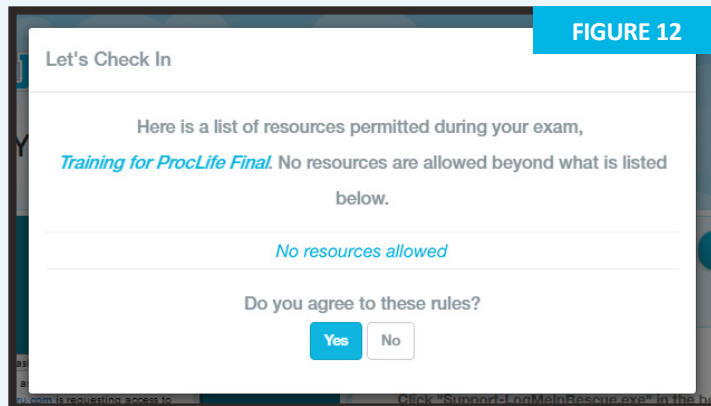 FIGURE 12
Let's Check In
Here is a list of resources permitted during your exam,
Training for ProcLife Final. No resources are allowed beyond what is listed
below.
No resources allowed
Do you agree to these rules?
Yes
No
ru.com is requesting access to
Click "Support-LogMeInRescue.exe" in the bo